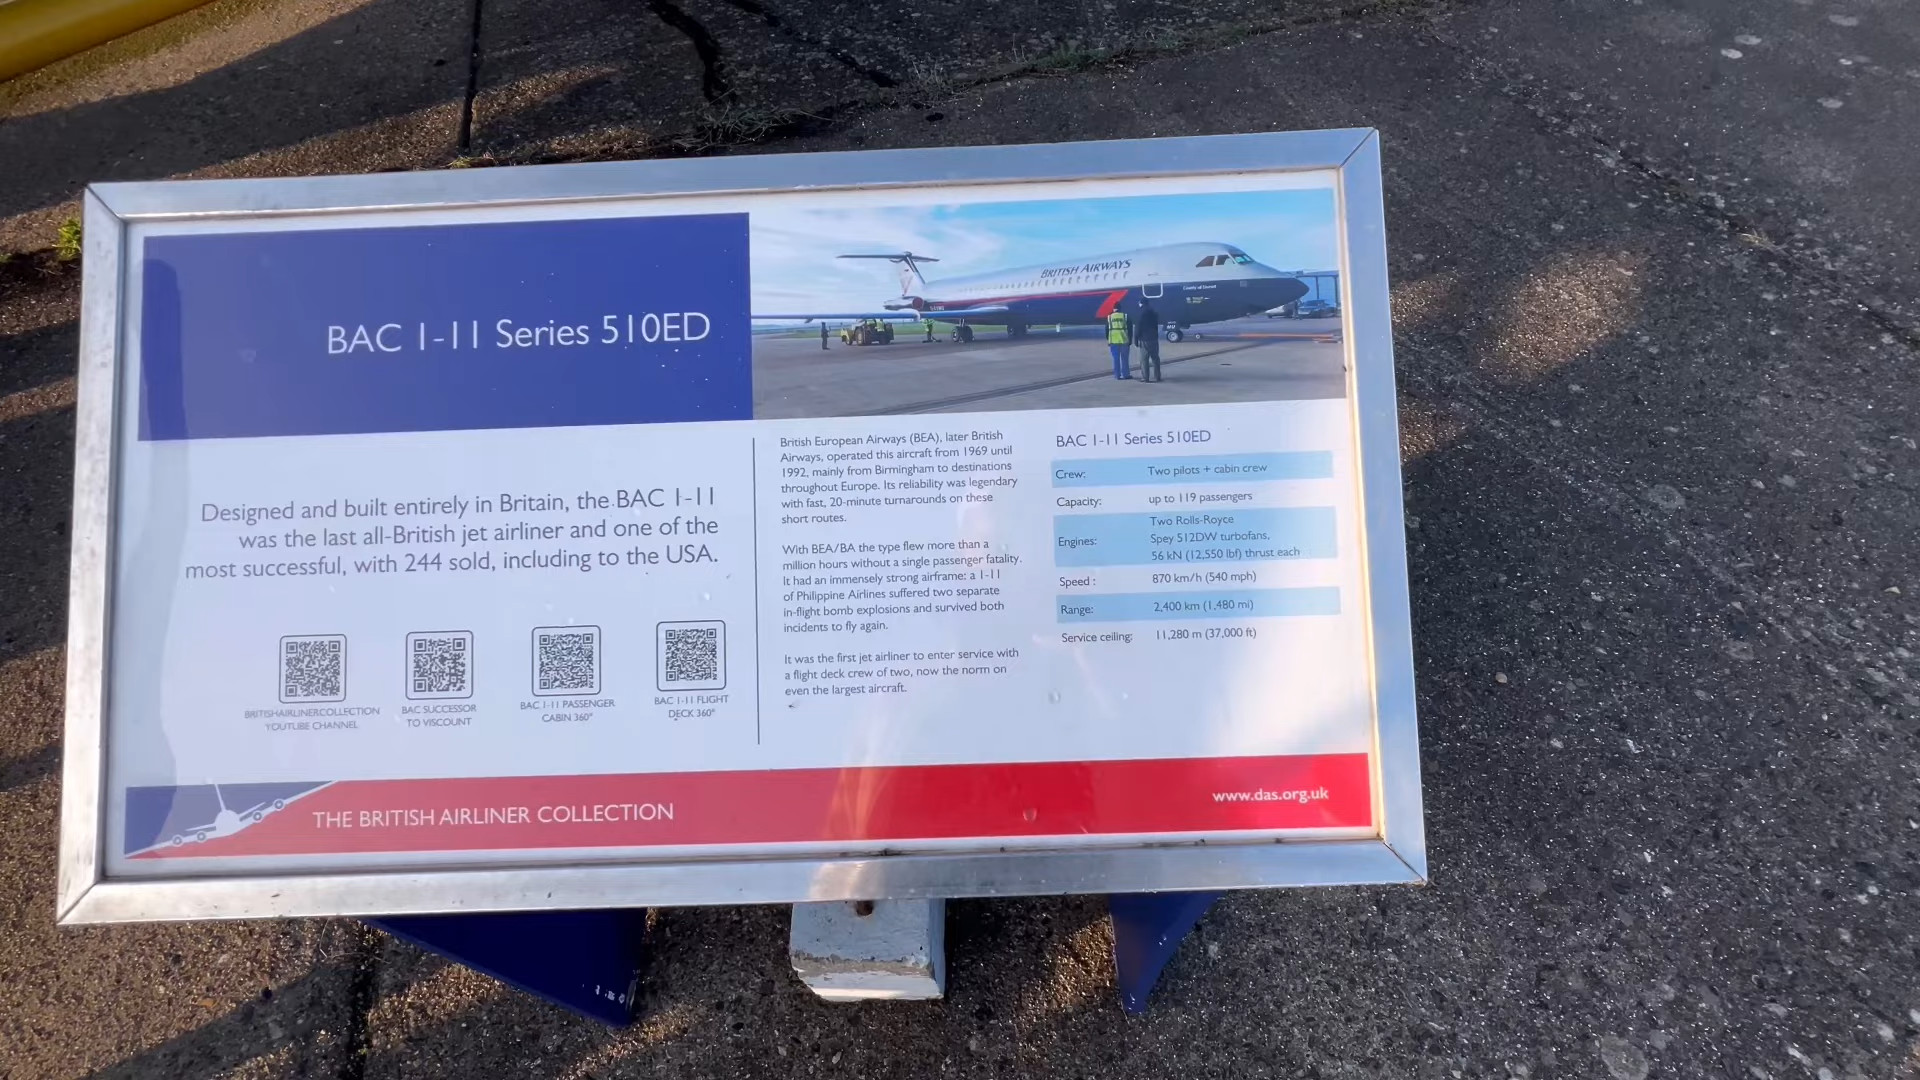 BAC 1-11 Series 510ED
BRITISH AIRWAYS
Designed and built entirely in Britain, the BAC 1-11
was the last all-British jet airliner and one of the
most successful, with 244 sold, including to the USA.
BRITISHAIRLINERCOLLECTION
YOUTUBE CHANNEL
BAC SUCCESSOR
TO VISCOUNT
BAC 1-11 PASSENGER
CABIN 360°
BAC 1-11 FLIGHT
DECK 360°
British European Airways (BEA), later British
Airways, operated this aircraft from 1969 until
1992, mainly from Birmingham to destinations
throughout Europe. Its reliability was legendary
with fast, 20-minute turnarounds on these
short routes.
With BEA/BA the type flew more than a
million hours without a single passenger fatality.
It had an immensely strong airframe: a 1-11
of Philippine Airlines suffered two separate
in-flight bomb explosions and survived both
incidents to fly again.
It was the first jet airliner to enter service with
a flight deck crew of two, now the norm on
even the largest aircraft.
BAC 1-11 Series 510ED
Crew: Two pilots + cabin crew
Capacity: up to 119 passengers
Engines: Two Rolls-Royce
Spey 512DW turbofans,
56 kN (12,550 lbf) thrust each
Speed : 870 km/h (540 mph)
Range: 2,400 km (1,480 mi)
Service ceiling: 11,280 m (37,000 ft)
THE BRITISH AIRLINER COLLECTION
www.das.org.uk